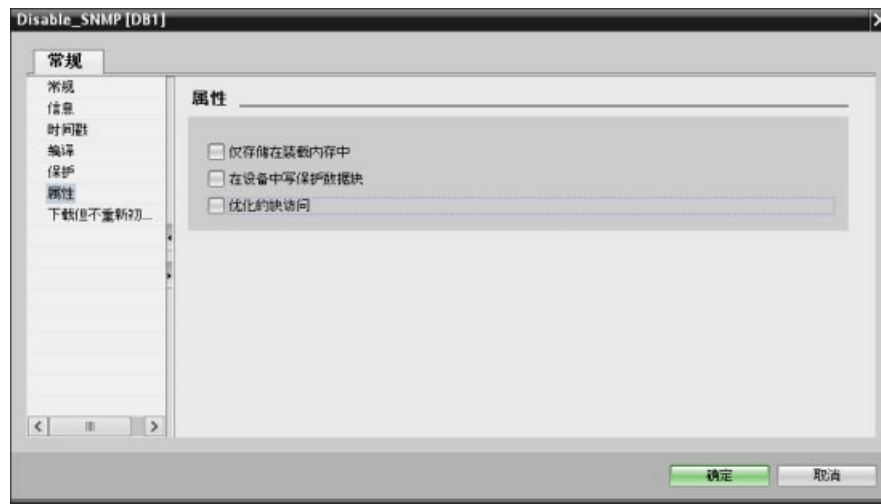 Disable_SNMP [DB1]
常规
常规
信息
时间戳
编译
保护
属性
下载但不重新初...
属性
仅存储在装载内存中
在设备中写保护数据块
优化的块访问
确定
取消